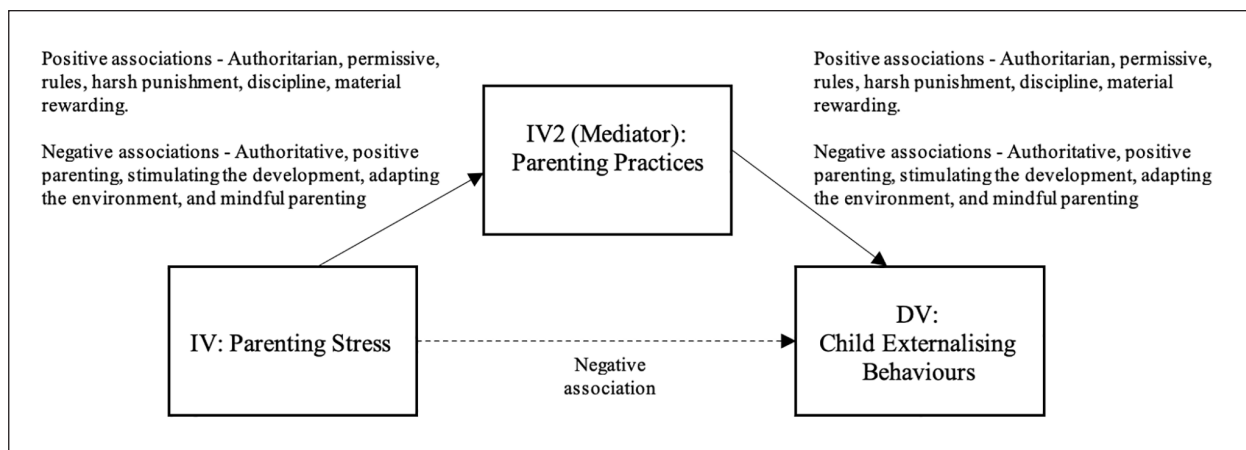 Positive associations - Authoritarian, permissive,
rules, harsh punishment, discipline, material
rewarding.
Negative associations - Authoritative, positive
parenting, stimulating the development, adapting
the environment, and mindful parenting
IV2 (Mediator):
Parenting Practices
Positive associations - Authoritarian, permissive,
rules, harsh punishment, discipline, material
rewarding.
Negative associations - Authoritative, positive
parenting, stimulating the development, adapting
the environment, and mindful parenting
IV: Parenting Stress
Negative
association
DV:
Child Externalising
Behaviours